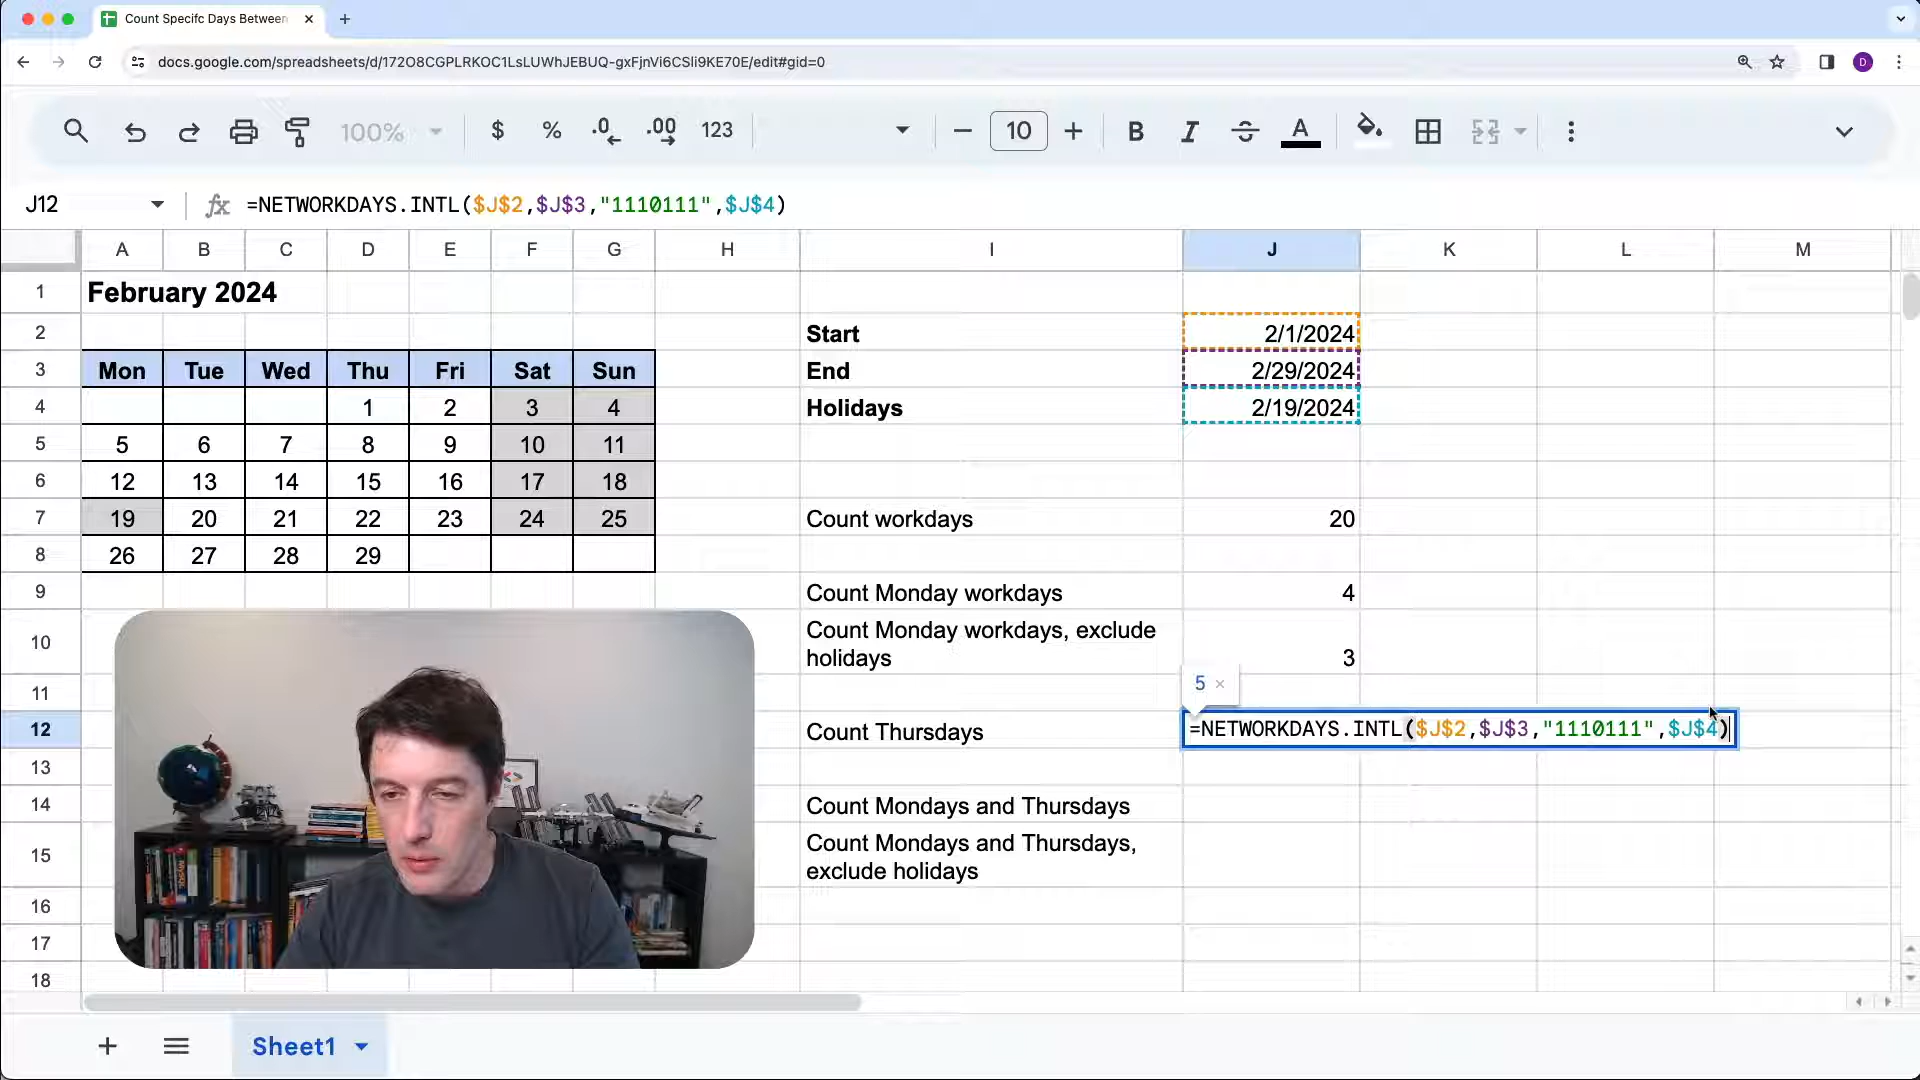 Count Specifc Days Between
docs.google.com/spreadsheets/d/172O8CGPLRKOC1LsLUWhJEBUQ-gxFjnVi6CSli9KE70E/edit#gid=0
D
100% $ % .0 .00 123 10 B I S A
J12 fx =NETWORKDAYS.INTL($J$2,$J$3,"1110111",$J$4)
A B C D E F G H I J K L M
1 February 2024
2 Start 2/1/2024
3 Mon Tue Wed Thu Fri Sat Sun End 2/29/2024
4 1 2 3 4 Holidays 2/19/2024
5 5 6 7 8 9 10 11
6 12 13 14 15 16 17 18
7 19 20 21 22 23 24 25 Count workdays 20
8 26 27 28 29
9 Count Monday workdays 4
10 Count Monday workdays, exclude
holidays 3
11 5 ×
12 Count Thursdays =NETWORKDAYS.INTL($J$2,$J$3,"1110111",$J$4)
13
14 Count Mondays and Thursdays
15 Count Mondays and Thursdays,
exclude holidays
16
17
18
Sheet1